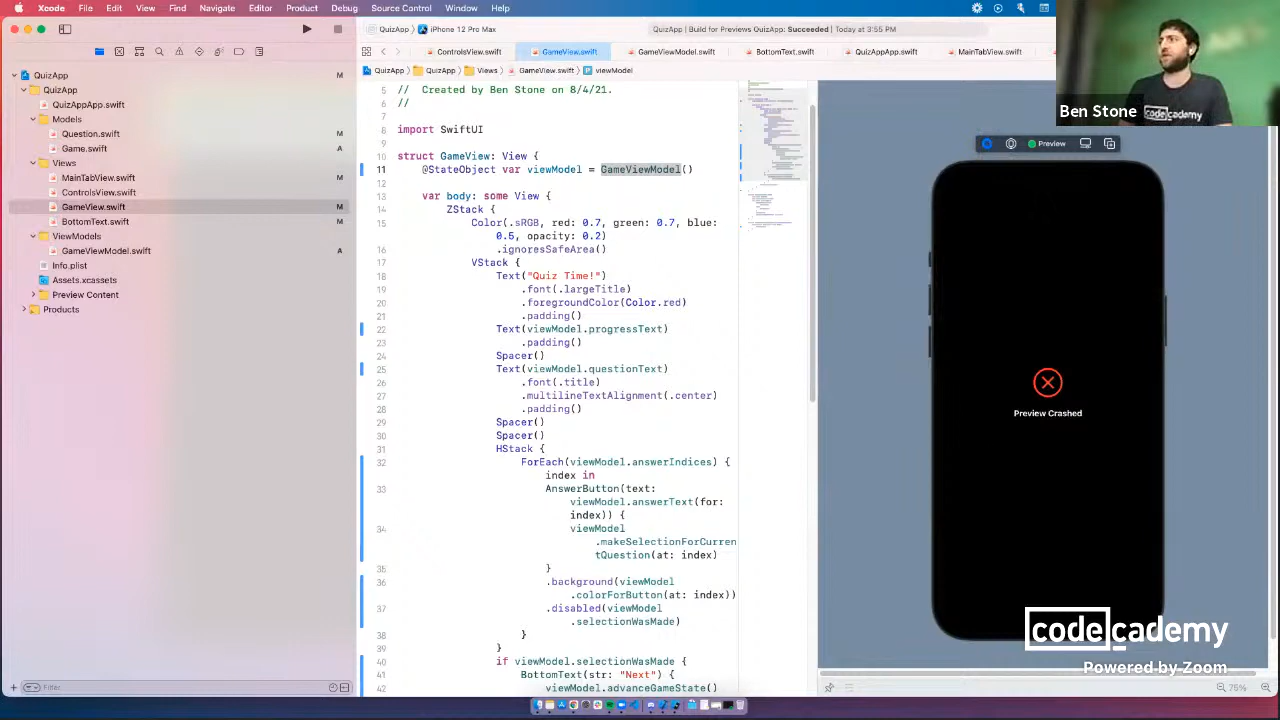 Xcode File Edit View Find Navigate Editor Product Debug Source Control Window Help
QuizApp iPhone 12 Pro Max
QuizApp | Build for Previews QuizApp: Succeeded | Today at 3:55 PM
ControlsView.swift GameView.swift GameViewModel.swift BottomText.swift QuizAppApp.swift MainTabView.swift
QuizApp QuizApp Views GameView.swift viewModel
QuizApp M
QuizApp
QuizAppApp.swift
Models
Question.swift M
Views
ControlsView.swift
GameView.swift M
BottomText.swift M
ViewModels
GameViewModel.swift A
Info.plist
Assets.xcassets
Preview Content
Products
Filter
5 // Created by Ben Stone on 8/4/21.
6 //
7
8 import SwiftUI
9
10 struct GameView: View {
11 @StateObject var viewModel = GameViewModel()
12
13 var body: some View {
14 ZStack {
15 Color(.sRGB, red: 0.7, green: 0.7, blue:
0.5, opacity: 0.2)
16 .ignoresSafeArea()
17 VStack {
18 Text("Quiz Time!")
19 .font(.largeTitle)
20 .foregroundColor(Color.red)
21 .padding()
22 Text(viewModel.progressText)
23 .padding()
24 Spacer()
25 Text(viewModel.questionText)
26 .font(.title)
27 .multilineTextAlignment(.center)
28 .padding()
29 Spacer()
30 Spacer()
31 HStack {
32 ForEach(viewModel.answerIndices) {
index in
33 AnswerButton(text:
viewModel.answerText(for:
index)) {
34 viewModel
.makeSelectionForCurren
tQuestion(at: index)
35 }
36 .background(viewModel
.colorForButton(at: index))
37 .disabled(viewModel
.selectionWasMade)
38 }
39 }
40 if viewModel.selectionWasMade {
41 BottomText(str: "Next") {
42 viewModel.advanceGameState()
Preview
Preview Crashed
75%
Ben Stone
codecademy
codecademy
Powered by Zoom